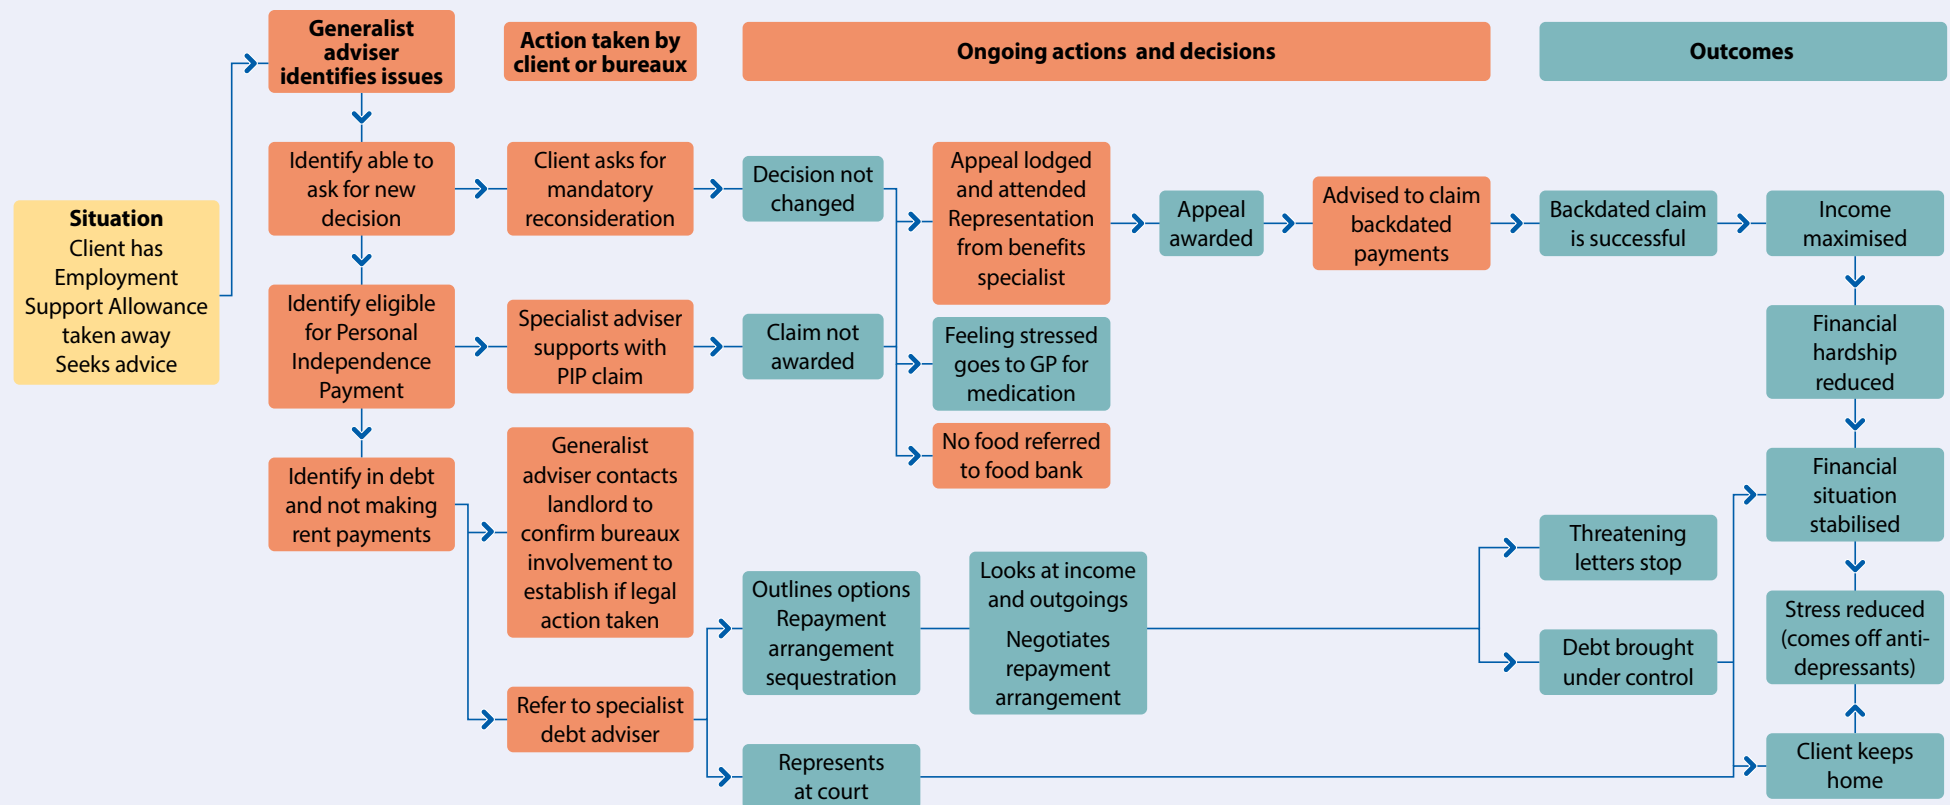 Generalist
adviser
identifies issues
Action taken by
client or bureaux
Ongoing actions and decisions
Outcomes
Situation
Client has
Employment
Support Allowance
taken away
Seeks advice
Identify able to
ask for new
decision
Client asks for
mandatory
reconsideration
Decision not
changed
Appeal lodged
and attended
Representation
from benefits
specialist
Appeal
awarded
Advised to claim
backdated
payments
Backdated claim
is successful
Income
maximised
Identify eligible
for Personal
Independence
Payment
Specialist adviser
supports with
PIP claim
Claim not
awarded
Feeling stressed
goes to GP for
medication
Financial
hardship
reduced
No food referred
to food bank
Identify in debt
and not making
rent payments
Generalist
adviser contacts
landlord to
confirm bureaux
involvement to
establish if legal
action taken
Financial
situation
stabilised
Refer to specialist
debt adviser
Outlines options
Repayment
arrangement
sequestration
Looks at income
and outgoings
Negotiates
repayment
arrangement
Threatening
letters stop
Debt brought
under control
Stress reduced
(comes off anti-
depressants)
Represents
at court
Client keeps
home